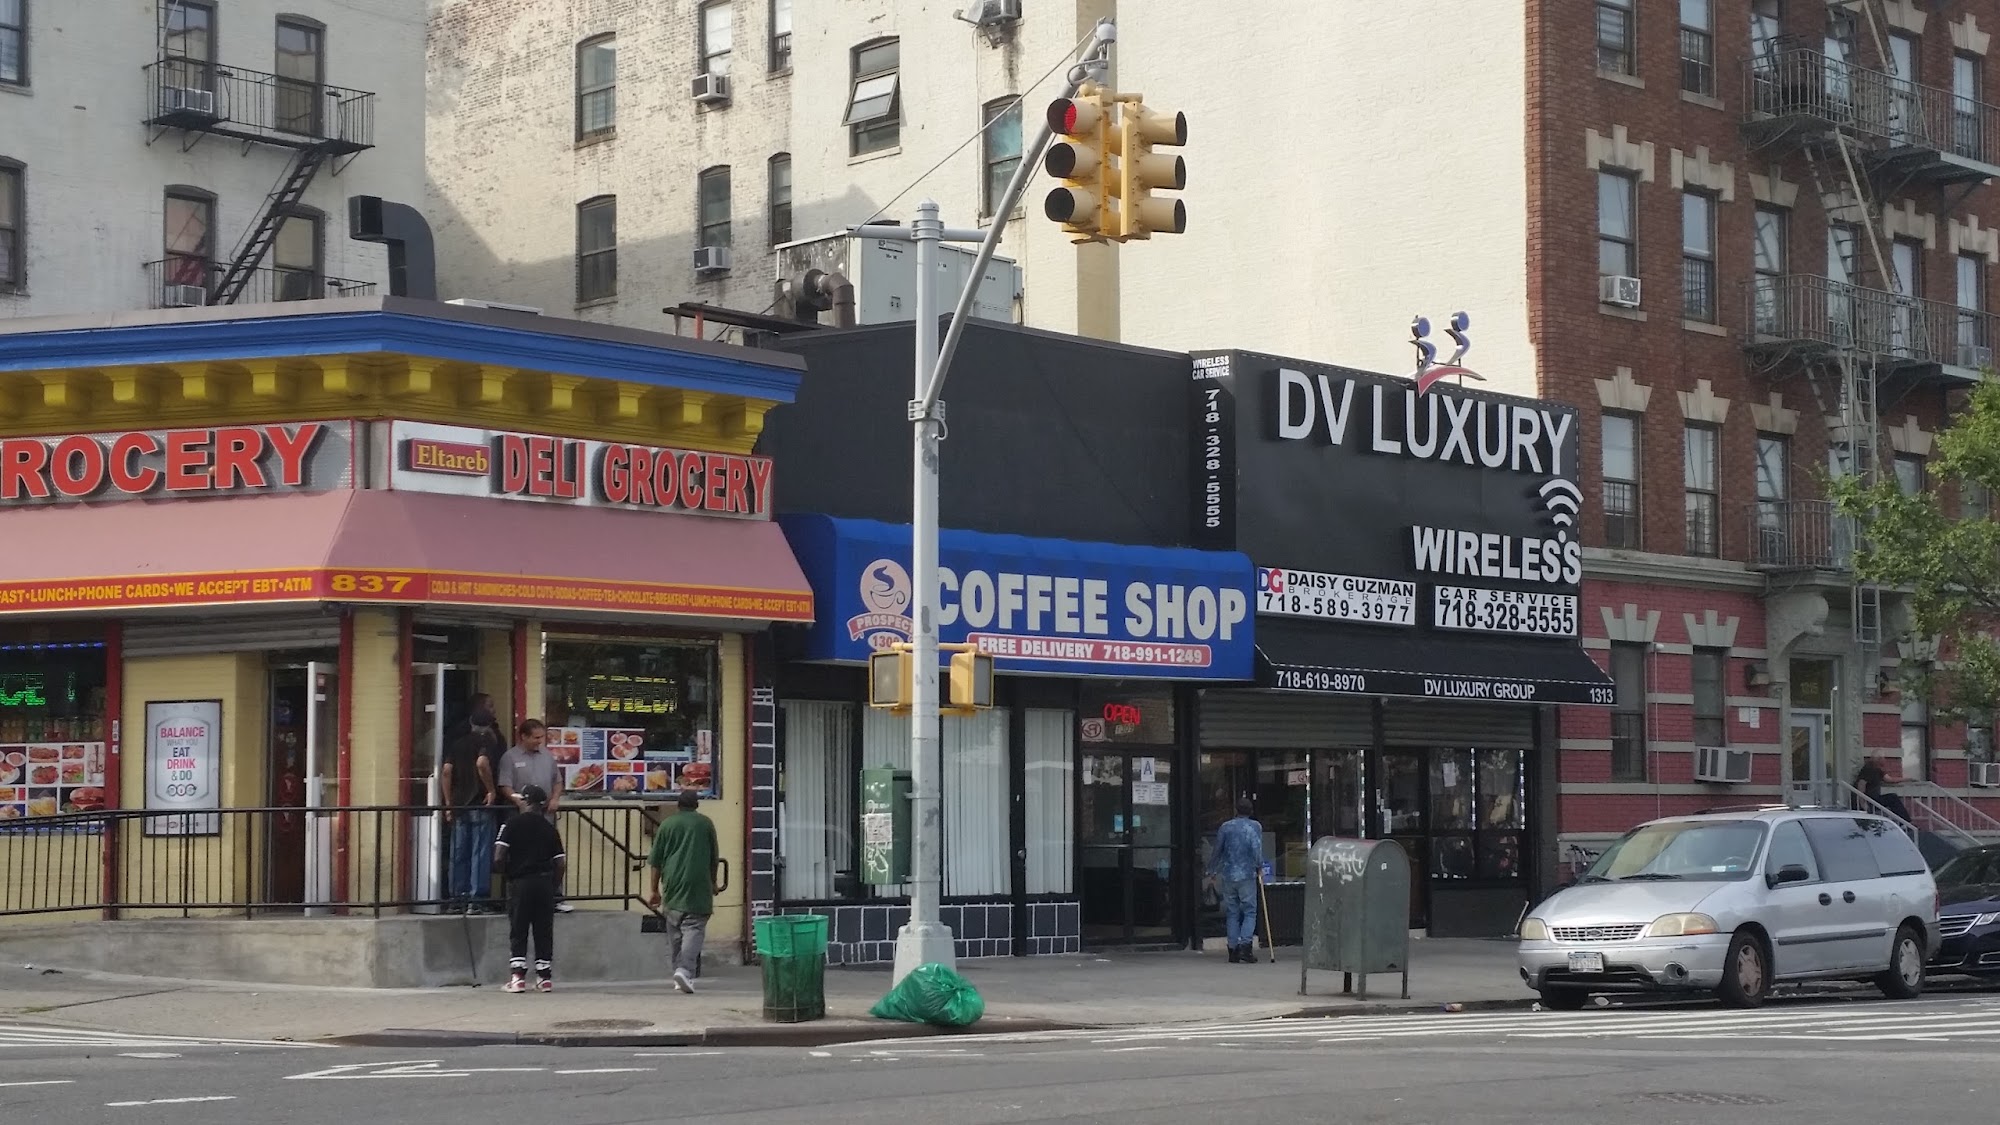 ROCERY
Eltareb DELI GROCERY
FAST•LUNCH•PHONE CARDS•WE ACCEPT EBT•ATM
837
COLD & HOT SANDWICHES•COLD CUTS•SODAS•COFFEE•TEA•CHOCOLATE•BREAKFAST•LUNCH•PHONE CARDS•WE ACCEPT EBT•ATM
BALANCE
WHAT YOU
EAT
DRINK
& DO
PROSPECT
COFFEE SHOP
FREE DELIVERY 718-991-1249
OPEN
A
WIRELESS
CAR SERVICE
718-328-5555
DV LUXURY
WIRELESS
DG DAISY GUZMAN
BROKERAGE
718-589-3977
CAR SERVICE
718-328-5555
718-619-8970
DV LUXURY GROUP
1313